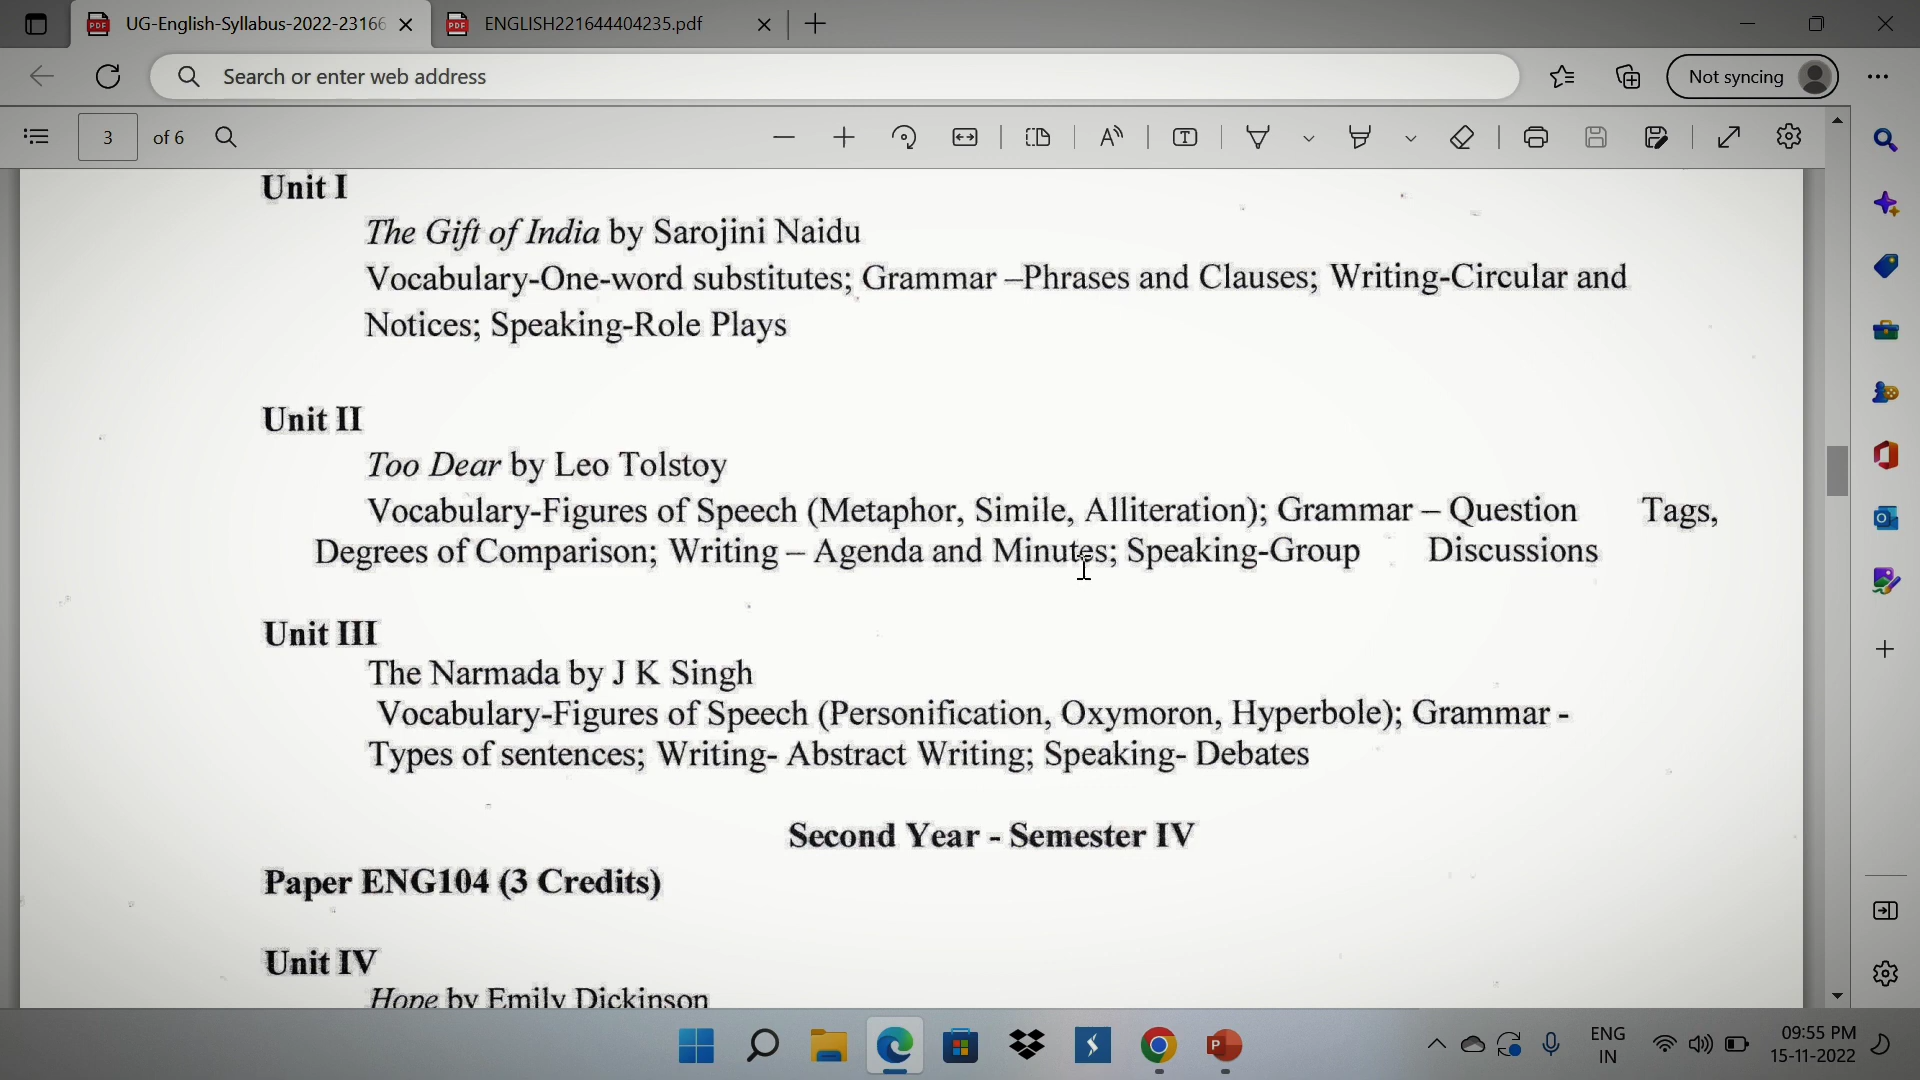 UG-English-Syllabus-2022-23166
ENGLISH221644404235.pdf
Search or enter web address
Not syncing
3 of 6
Unit I
The Gift of India by Sarojini Naidu
Vocabulary-One-word substitutes; Grammar –Phrases and Clauses; Writing-Circular and
Notices; Speaking-Role Plays
Unit II
Too Dear by Leo Tolstoy
Vocabulary-Figures of Speech (Metaphor, Simile, Alliteration); Grammar – Question Tags,
Degrees of Comparison; Writing – Agenda and Minutes; Speaking-Group Discussions
Unit III
The Narmada by J K Singh
Vocabulary-Figures of Speech (Personification, Oxymoron, Hyperbole); Grammar -
Types of sentences; Writing- Abstract Writing; Speaking- Debates
Second Year - Semester IV
Paper ENG104 (3 Credits)
Unit IV
Hope by Emily Dickinson
ENG
IN
09:55 PM
15-11-2022